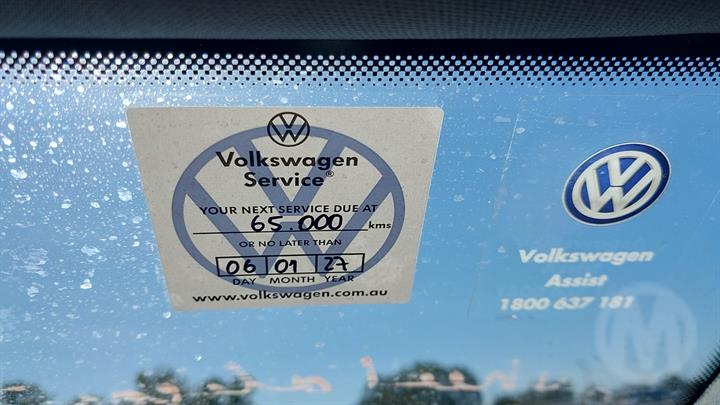 Volkswagen
Service®
YOUR NEXT SERVICE DUE AT
65.000 kms
OR NO LATER THAN
06 01 27
DAY MONTH YEAR
www.volkswagen.com.au
Volkswagen
Assist
1800 637 181
M